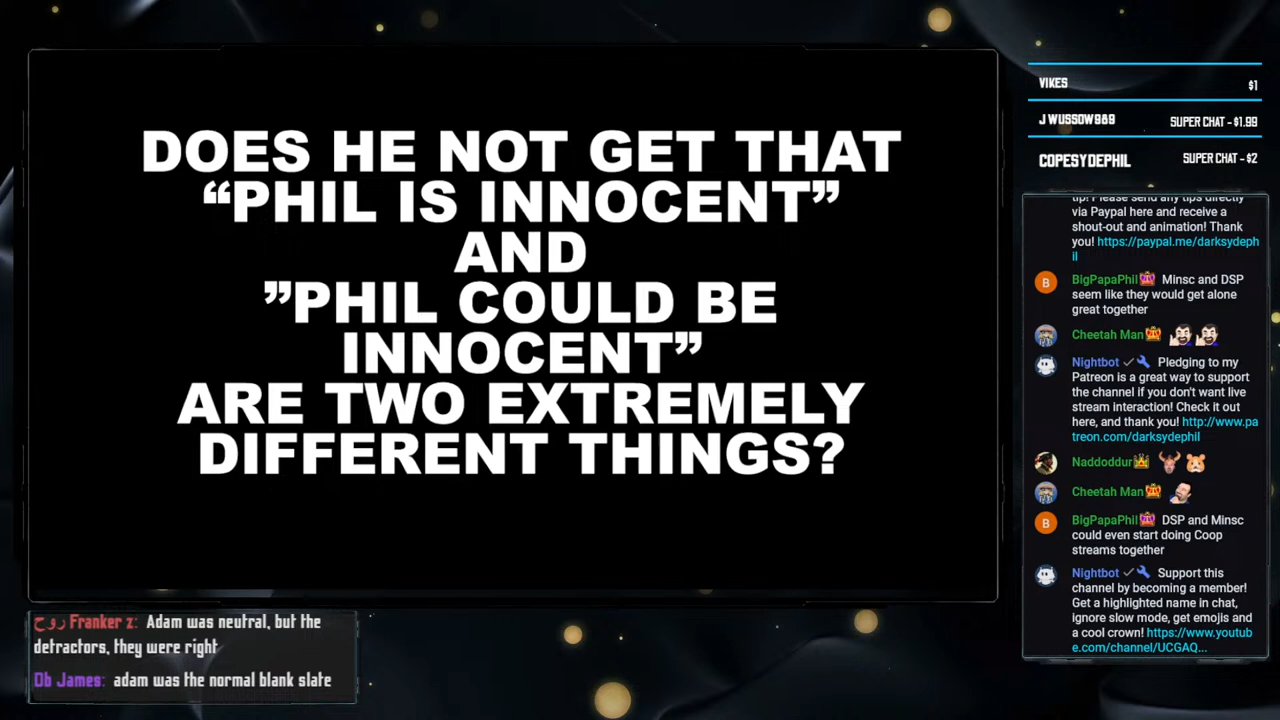 DOES HE NOT GET THAT
“PHIL IS INNOCENT”
AND
”PHIL COULD BE
INNOCENT”
ARE TWO EXTREMELY
DIFFERENT THINGS?
VIKES $1
J WUSSOW989 SUPER CHAT - $1.99
COPESYDEPHIL SUPER CHAT - $2
tip! Please send any tips directly
via Paypal here and receive a
shout-out and animation! Thank
you! https://paypal.me/darksydeph
il
B BigPapaPhil Minsc and DSP
seem like they would get alone
great together
Cheetah Man
Nightbot Pledging to my
Patreon is a great way to support
the channel if you don't want live
stream interaction! Check it out
here, and thank you! http://www.pa
treon.com/darksydephil
Naddoddur
Cheetah Man
B BigPapaPhil DSP and Minsc
could even start doing Coop
streams together
Nightbot Support this
channel by becoming a member!
Get a highlighted name in chat,
ignore slow mode, get emojis and
a cool crown! https://www.youtub
e.com/channel/UCGAQ...
روح Franker z: Adam was neutral, but the
detractors, they were right
Ob James: adam was the normal blank slate